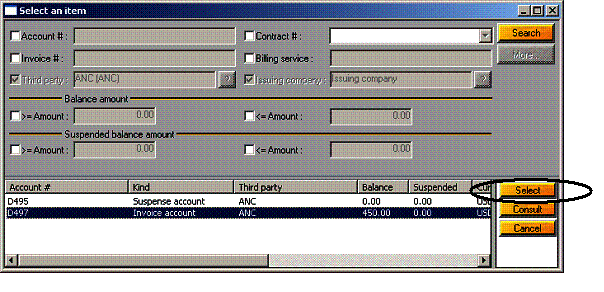 Select an item
Account # : Contract # : Search
Invoice # : Billing service : More
Third party : ANC (ANC) ? Issuing company : Issuing company ?
Balance amount
>= Amount : 0.00 <= Amount : 0.00
Suspended balance amount
>= Amount : 0.00 <= Amount : 0.00
Account # Kind Third party Balance Suspended Cur
D495 Suspense account ANC 0.00 0.00 USD
D497 Invoice account ANC 450.00 0.00 USD
Select
Consult
Cancel